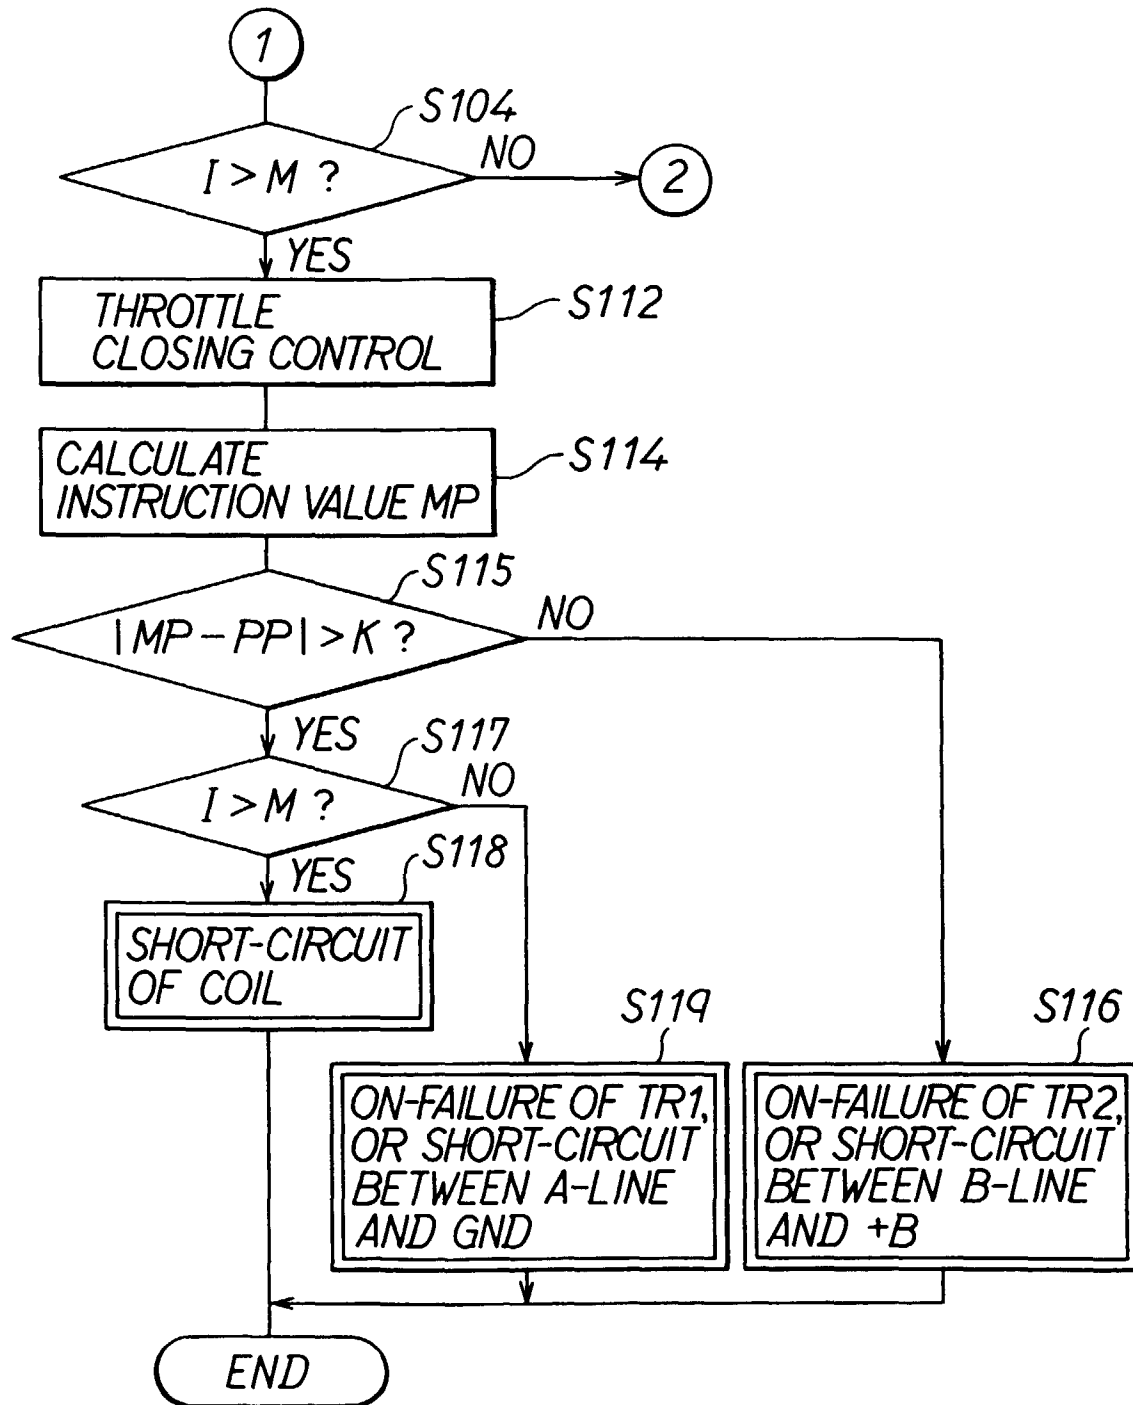 1
S104
I > M ?
NO
2
YES
THROTTLE
CLOSING CONTROL
S112
CALCULATE
INSTRUCTION VALUE MP
S114
S115
|MP – PP| > K ?
NO
YES
S117
I > M ?
NO
YES
S118
SHORT-CIRCUIT
OF COIL
S119
ON-FAILURE OF TR1,
OR SHORT-CIRCUIT
BETWEEN A-LINE
AND GND
S116
ON-FAILURE OF TR2,
OR SHORT-CIRCUIT
BETWEEN B-LINE
AND +B
END